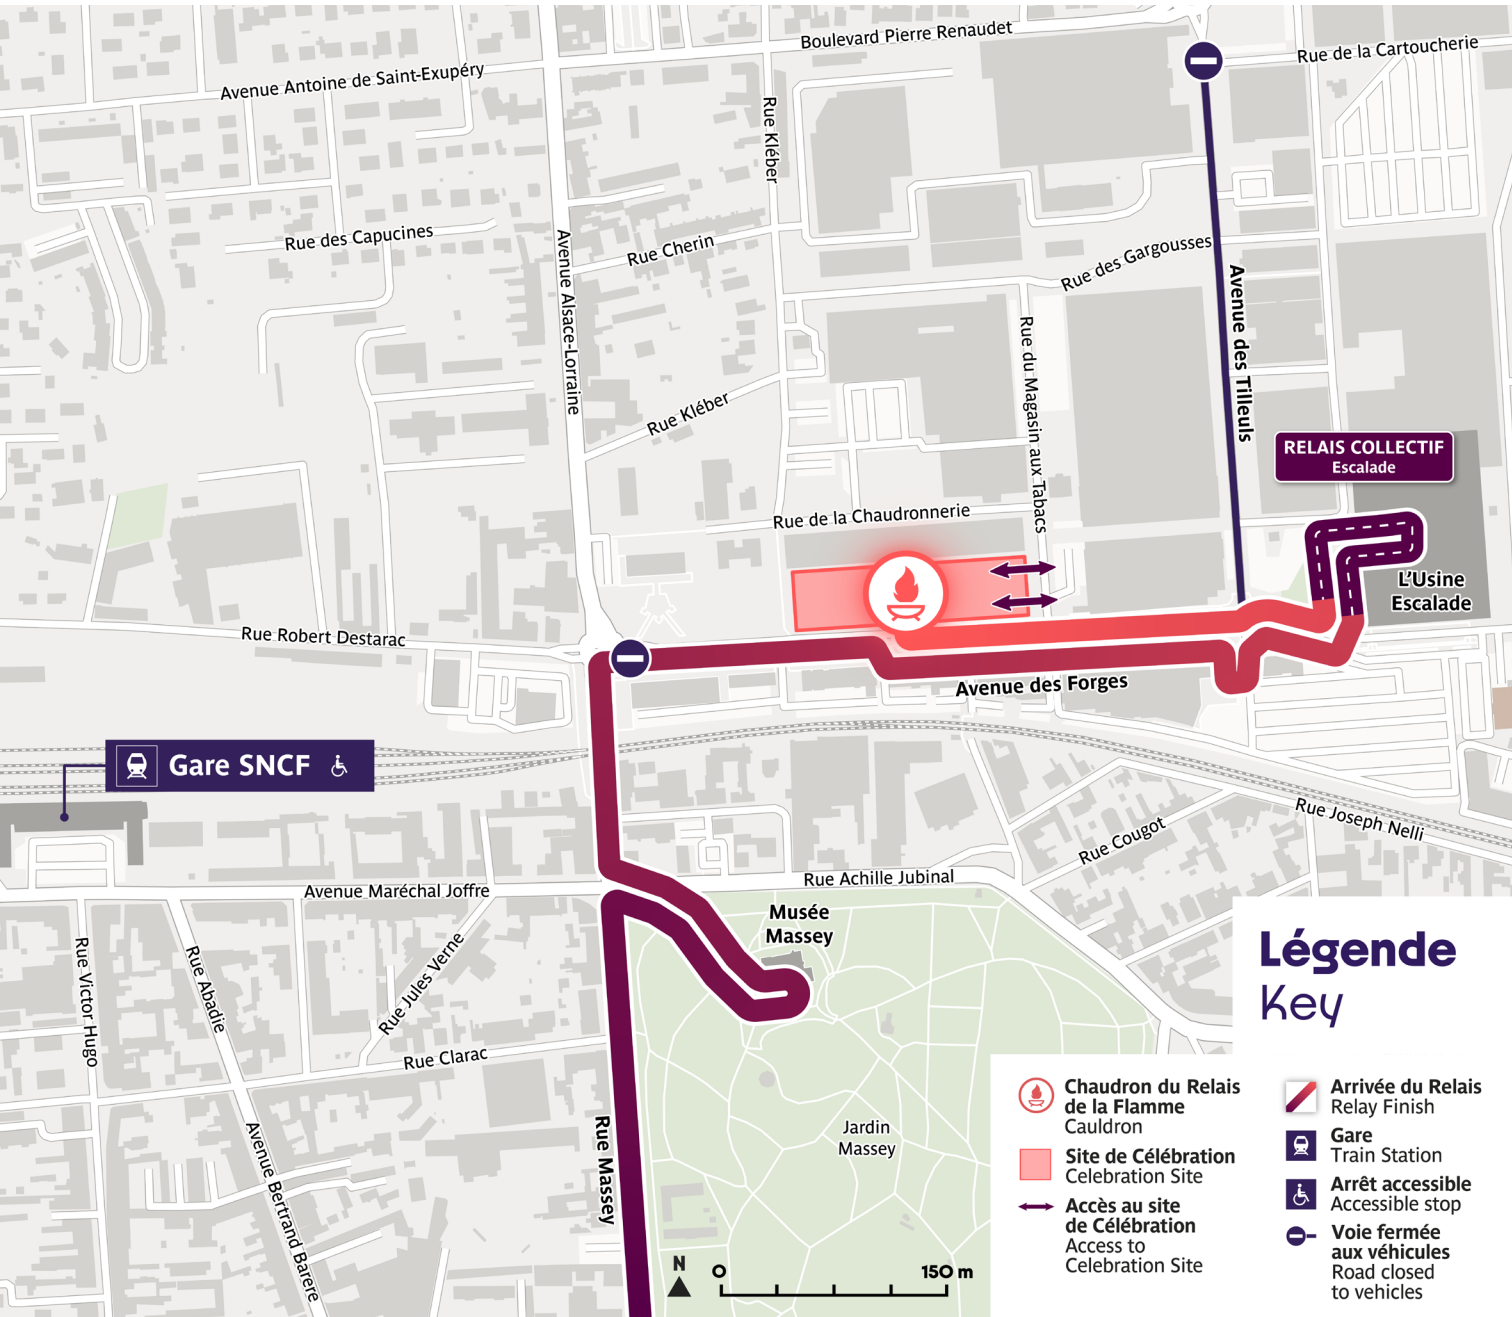 Boulevard Pierre Renaudet
Rue de la Cartoucherie
Avenue Antoine de Saint-Exupéry
Rue Kléber
Rue des Capucines
Avenue Alsace-Lorraine
Rue Cherin
Rue des Gargousses
Avenue des Tilleuls
Rue du Magasin aux Tabacs
Rue Kléber
RELAIS COLLECTIF
Escalade
Rue de la Chaudronnerie
L'Usine
Escalade
Rue Robert Destarac
Avenue des Forges
Gare SNCF
Rue Joseph Nelli
Rue Cougot
Avenue Maréchal Joffre
Rue Achille Jubinal
Musée
Massey
Rue Victor Hugo
Rue Abadie
Rue Jules Verne
Rue Clarac
Avenue Bertrand Barere
Rue Massey
Jardin
Massey
N
0
150 m
Légende
Key
Chaudron du Relais
de la Flamme
Cauldron
Site de Célébration
Celebration Site
Accès au site
de Célébration
Access to
Celebration Site
Arrivée du Relais
Relay Finish
Gare
Train Station
Arrêt accessible
Accessible stop
Voie fermée
aux véhicules
Road closed
to vehicles